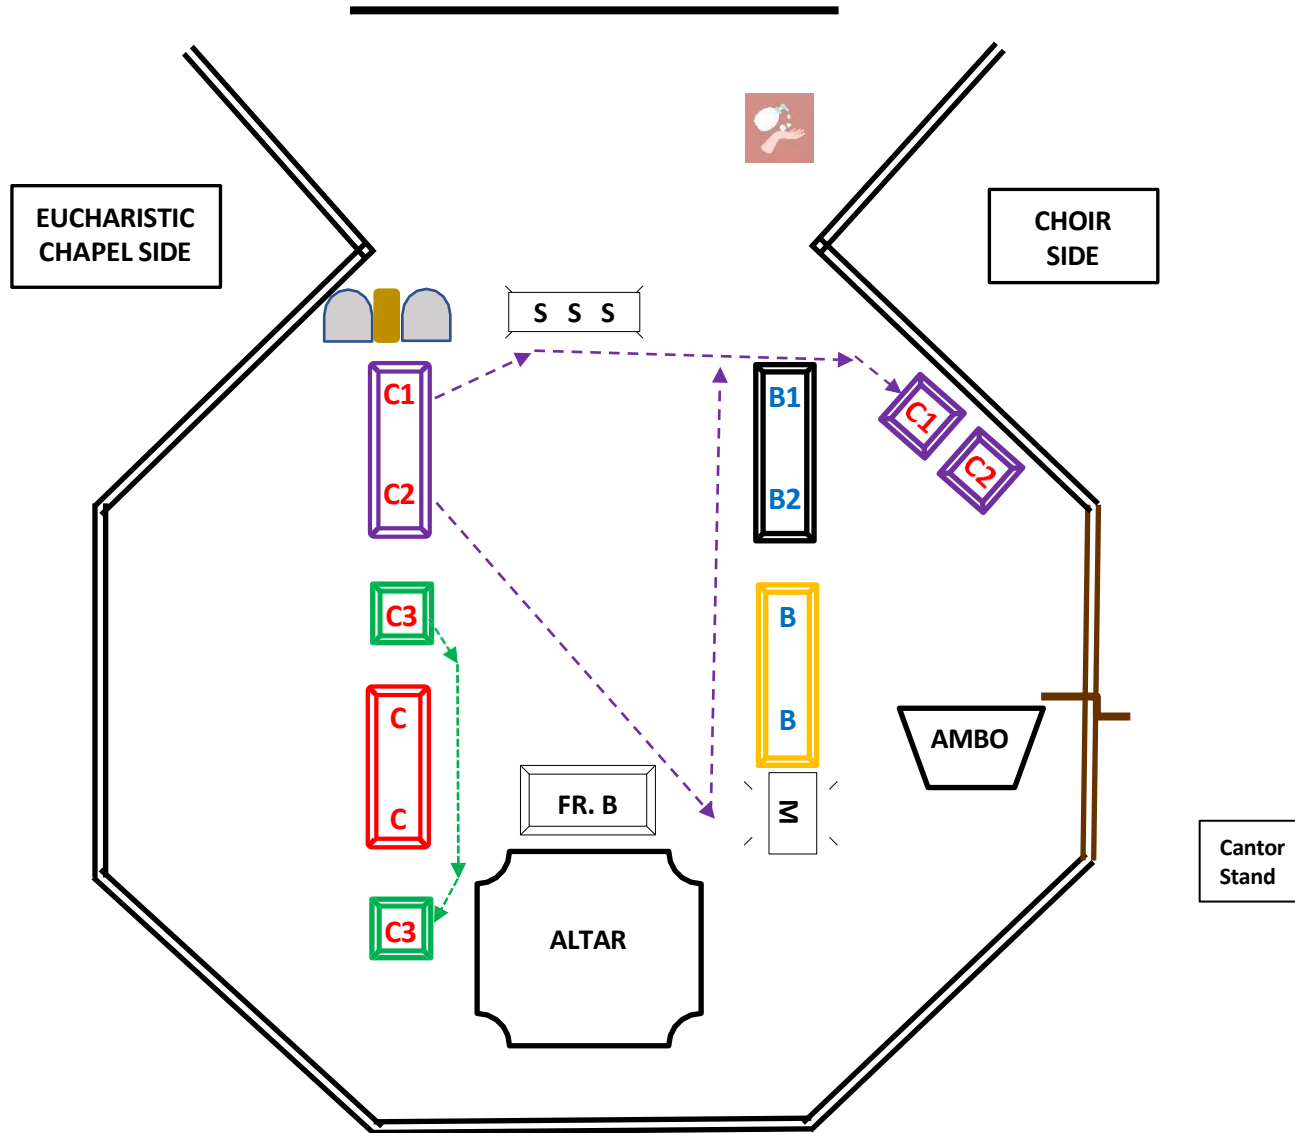 EUCHARISTIC
CHAPEL SIDE
CHOIR
SIDE
S S S
C1
B1
C1
C2
B2
C2
C3
B
C
B
AMBO
FR. B
M
C
Cantor
Stand
C3
ALTAR